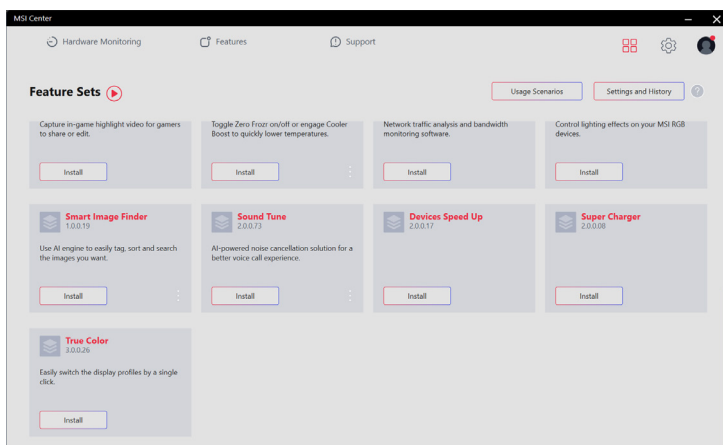 MSI Center
Hardware Monitoring
Features
Support
Feature Sets
Usage Scenarios
Settings and History
?
Capture in-game highlight video for gamers
to share or edit.
Install
Toggle Zero Frozr on/off or engage Cooler
Boost to quickly lower temperatures.
Install
Network traffic analysis and bandwidth
monitoring software.
Install
Control lighting effects on your MSI RGB
devices.
Install
Smart Image Finder
1.0.0.19
Use AI engine to easily tag, sort and search
the images you want.
Install
Sound Tune
2.0.0.73
AI-powered noise cancellation solution for a
better voice call experience.
Install
Devices Speed Up
2.0.0.17
Install
Super Charger
2.0.0.08
Install
True Color
3.0.0.26
Easily switch the display profiles by a single
click.
Install